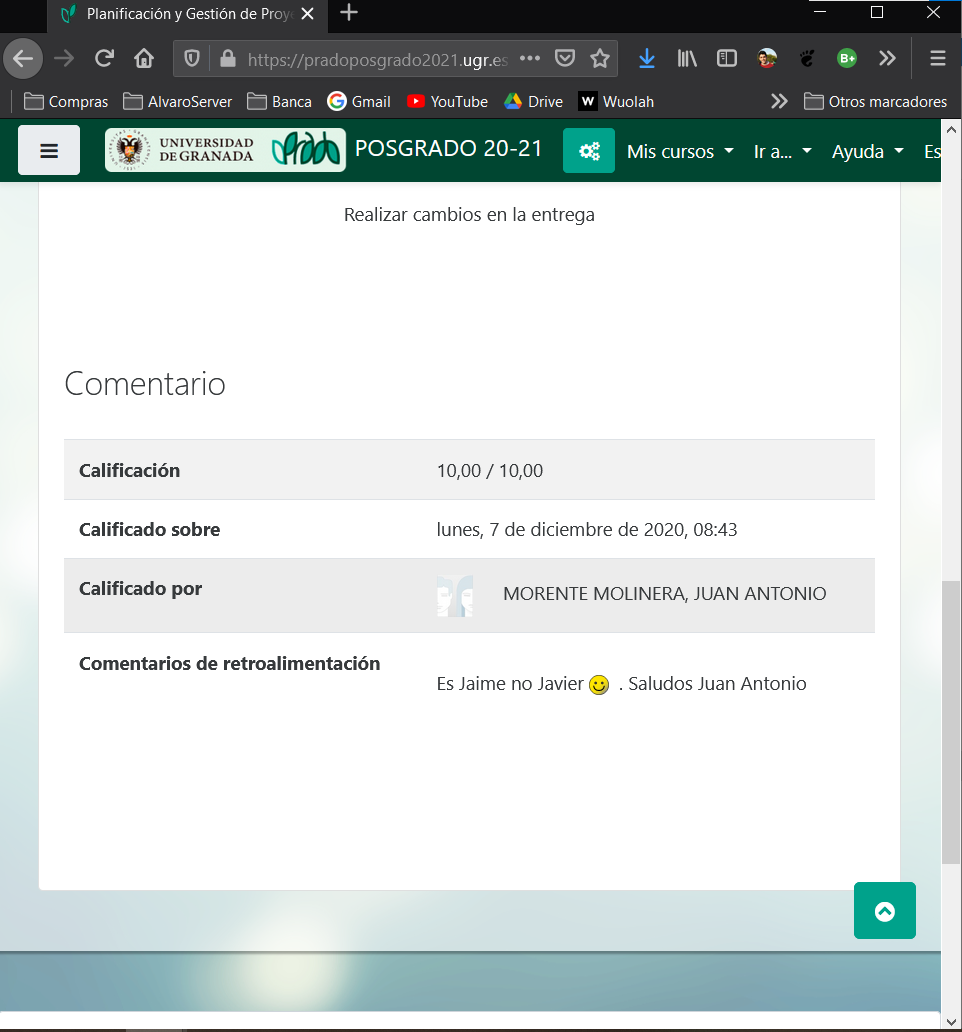 Planificación y Gestión de Proy
https://pradoposgrado2021.ugr.es
Compras AlvaroServer Banca Gmail YouTube Drive W Wuolah Otros marcadores
UNIVERSIDAD DE GRANADA prado POSGRADO 20-21 Mis cursos Ir a... Ayuda Es
Realizar cambios en la entrega
Comentario
Calificación 10,00 / 10,00
Calificado sobre lunes, 7 de diciembre de 2020, 08:43
Calificado por MORENTE MOLINERA, JUAN ANTONIO
Comentarios de retroalimentación
Es Jaime no Javier . Saludos Juan Antonio